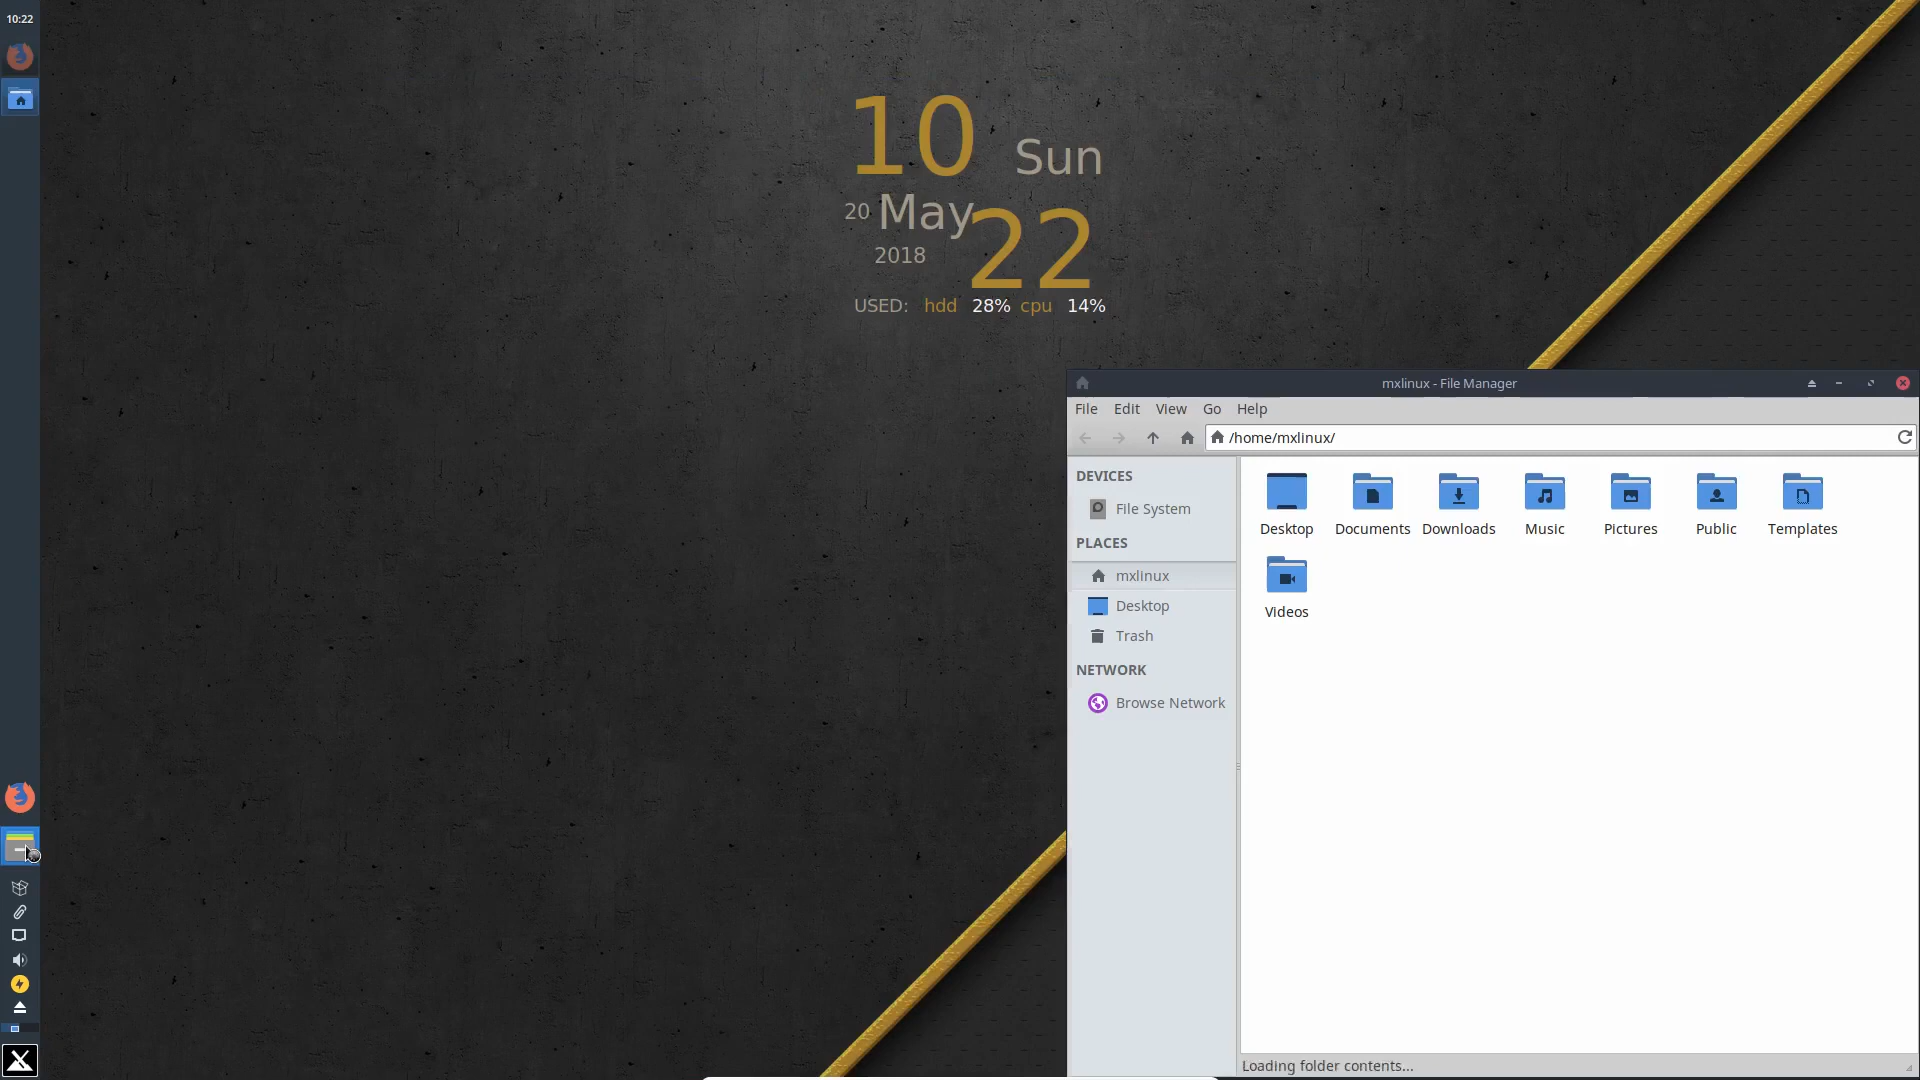 10:22
10 Sun
20 May
22
2018
USED: hdd 28% cpu 14%
mxlinux - File Manager
File Edit View Go Help
/home/mxlinux/
DEVICES
File System
PLACES
mxlinux
Desktop
Trash
NETWORK
Browse Network
Desktop Documents Downloads Music Pictures Public Templates
Videos
Loading folder contents...